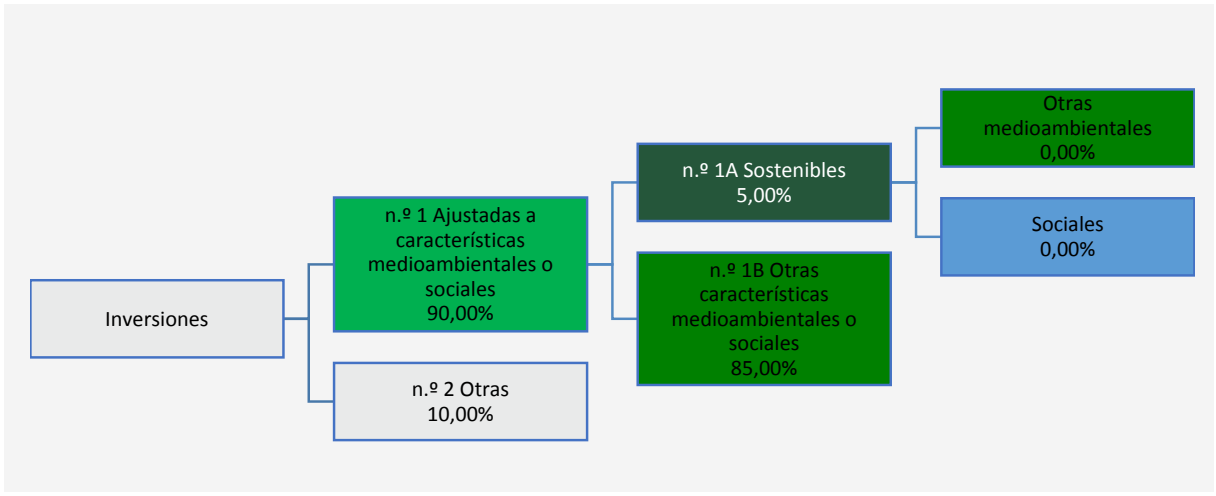 Inversiones
n.º 1 Ajustadas a
características
medioambientales o
sociales
90,00%
n.º 2 Otras
10,00%
n.º 1A Sostenibles
5,00%
n.º 1B Otras
características
medioambientales o
sociales
85,00%
Otras
medioambientales
0,00%
Sociales
0,00%